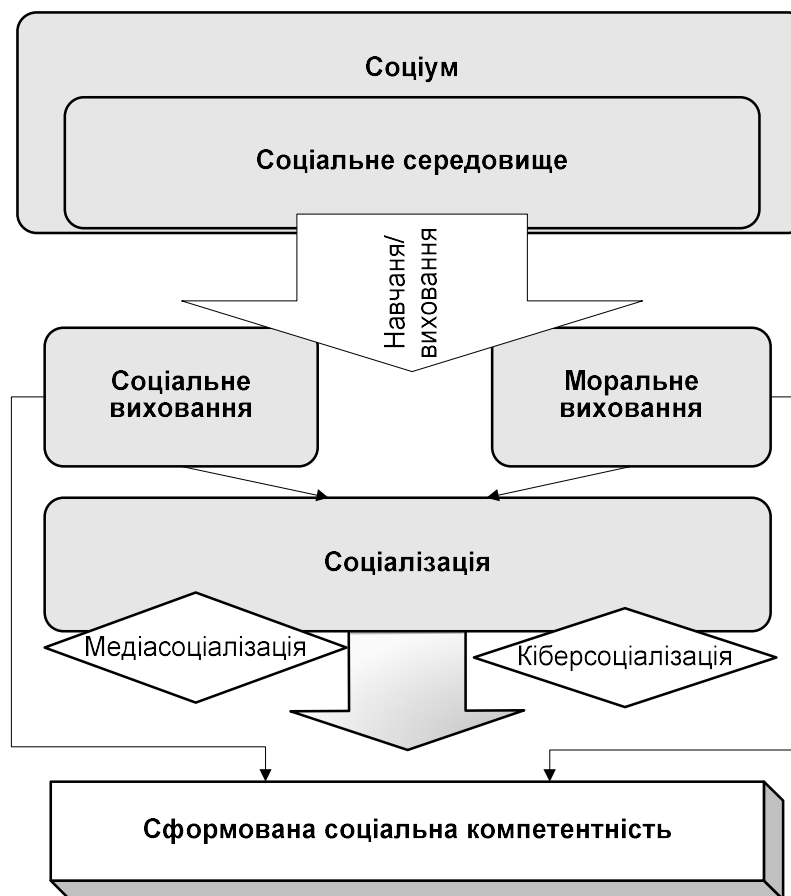 Соціум
Соціальне середовище
Навчаня/
виховання
Соціальне
виховання
Моральне
виховання
Соціалізація
Медіасоціалізація
Кіберсоціалізація
Сформована соціальна компетентність